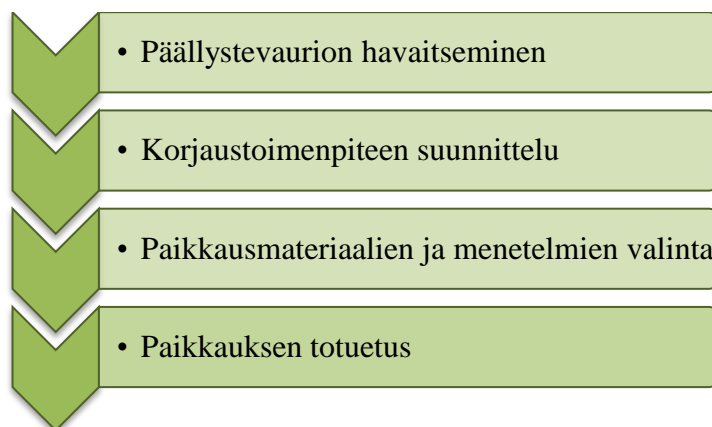 • Päällystevaurion havaitseminen
• Korjaustoimenpiteen suunnittelu
• Paikkausmateriaalien ja menetelmien valinta
• Paikkauksen totuetus